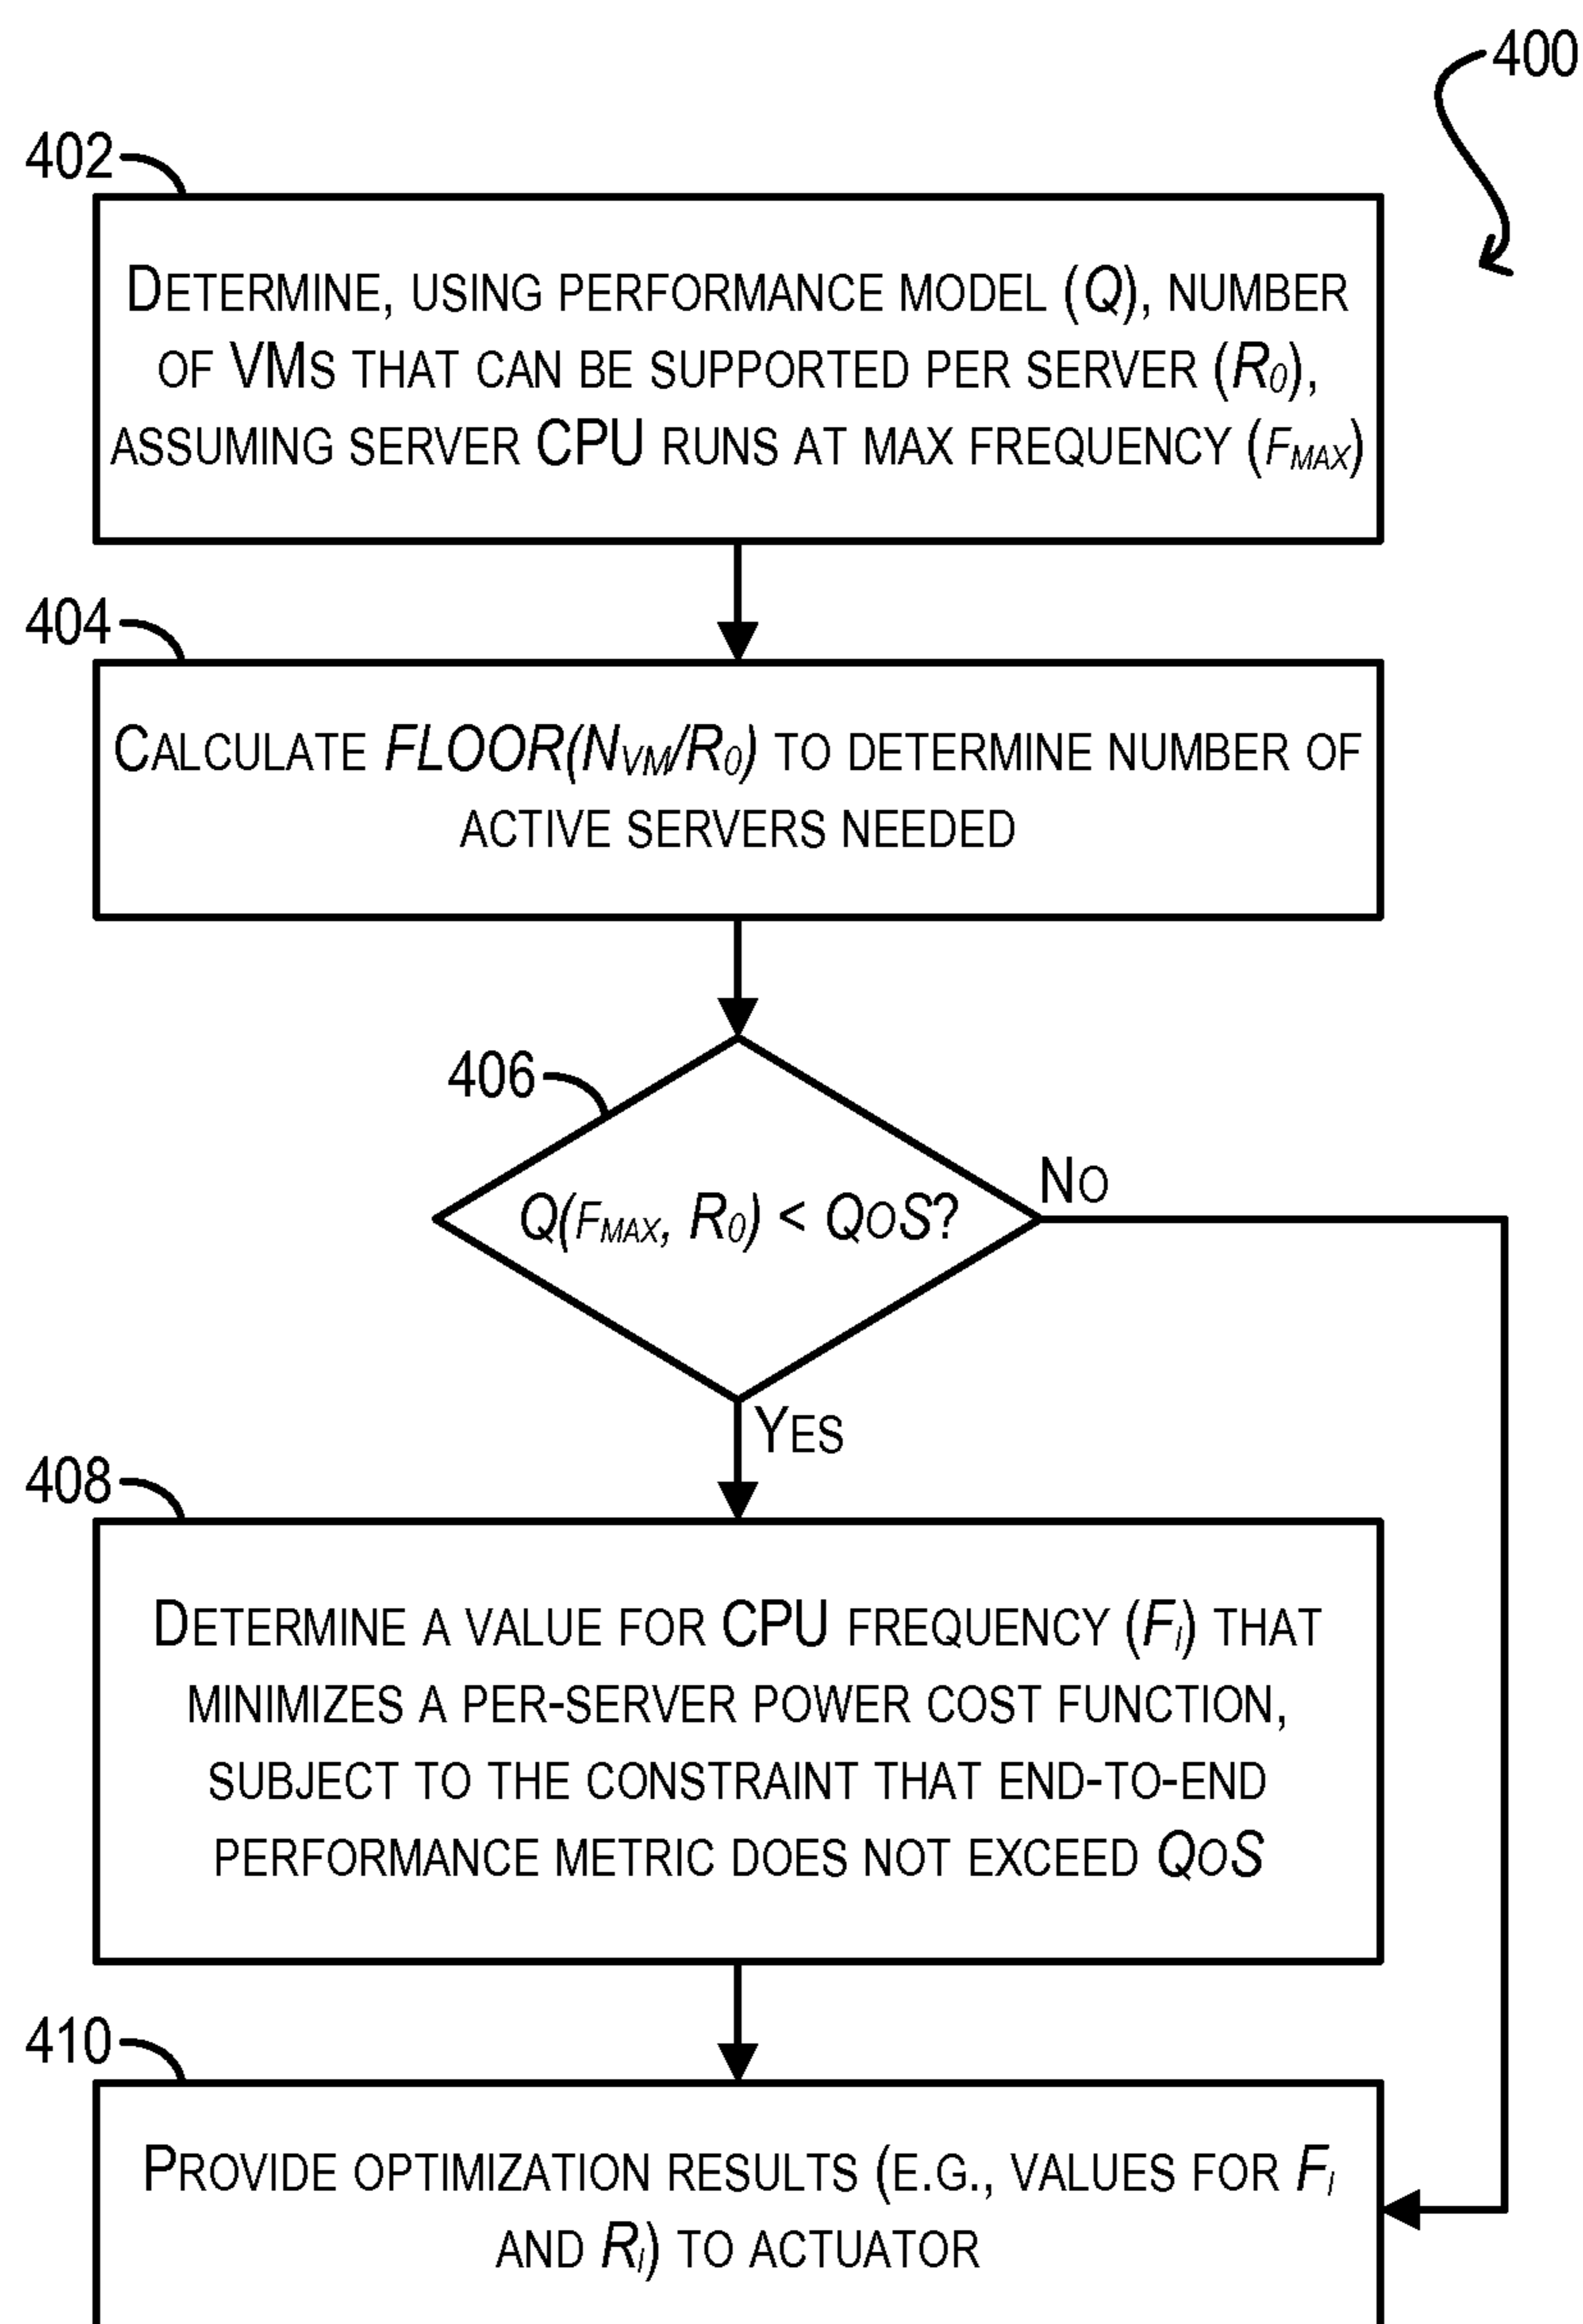 400
402
DETERMINE, USING PERFORMANCE MODEL (Q), NUMBER
OF VMS THAT CAN BE SUPPORTED PER SERVER (R0),
ASSUMING SERVER CPU RUNS AT MAX FREQUENCY (FMAX)
404
CALCULATE FLOOR(NVM/R0) TO DETERMINE NUMBER OF
ACTIVE SERVERS NEEDED
406
Q(FMAX, R0) < QOS?
NO
YES
408
DETERMINE A VALUE FOR CPU FREQUENCY (FI) THAT
MINIMIZES A PER-SERVER POWER COST FUNCTION,
SUBJECT TO THE CONSTRAINT THAT END-TO-END
PERFORMANCE METRIC DOES NOT EXCEED QOS
410
PROVIDE OPTIMIZATION RESULTS (E.G., VALUES FOR FI
AND RI) TO ACTUATOR